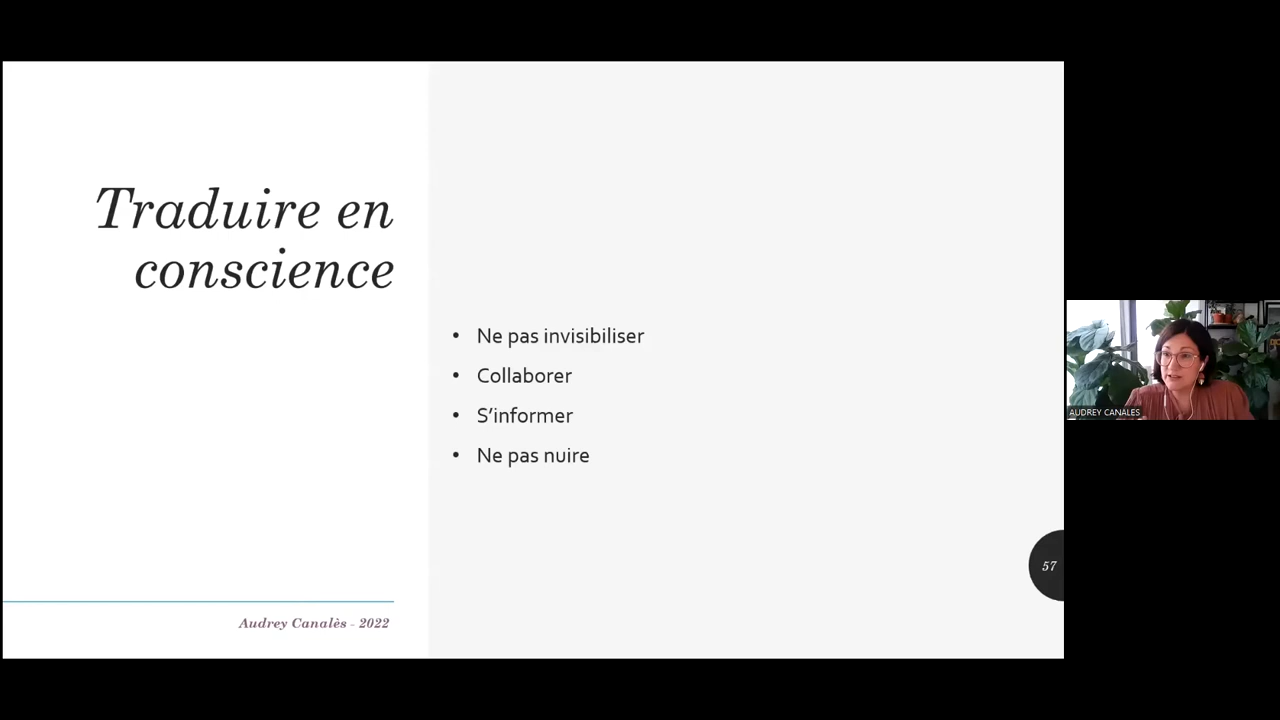 Traduire en
conscience
• Ne pas invisibiliser
• Collaborer
• S’informer
• Ne pas nuire
57
Audrey Canalès - 2022
AUDREY CANALES